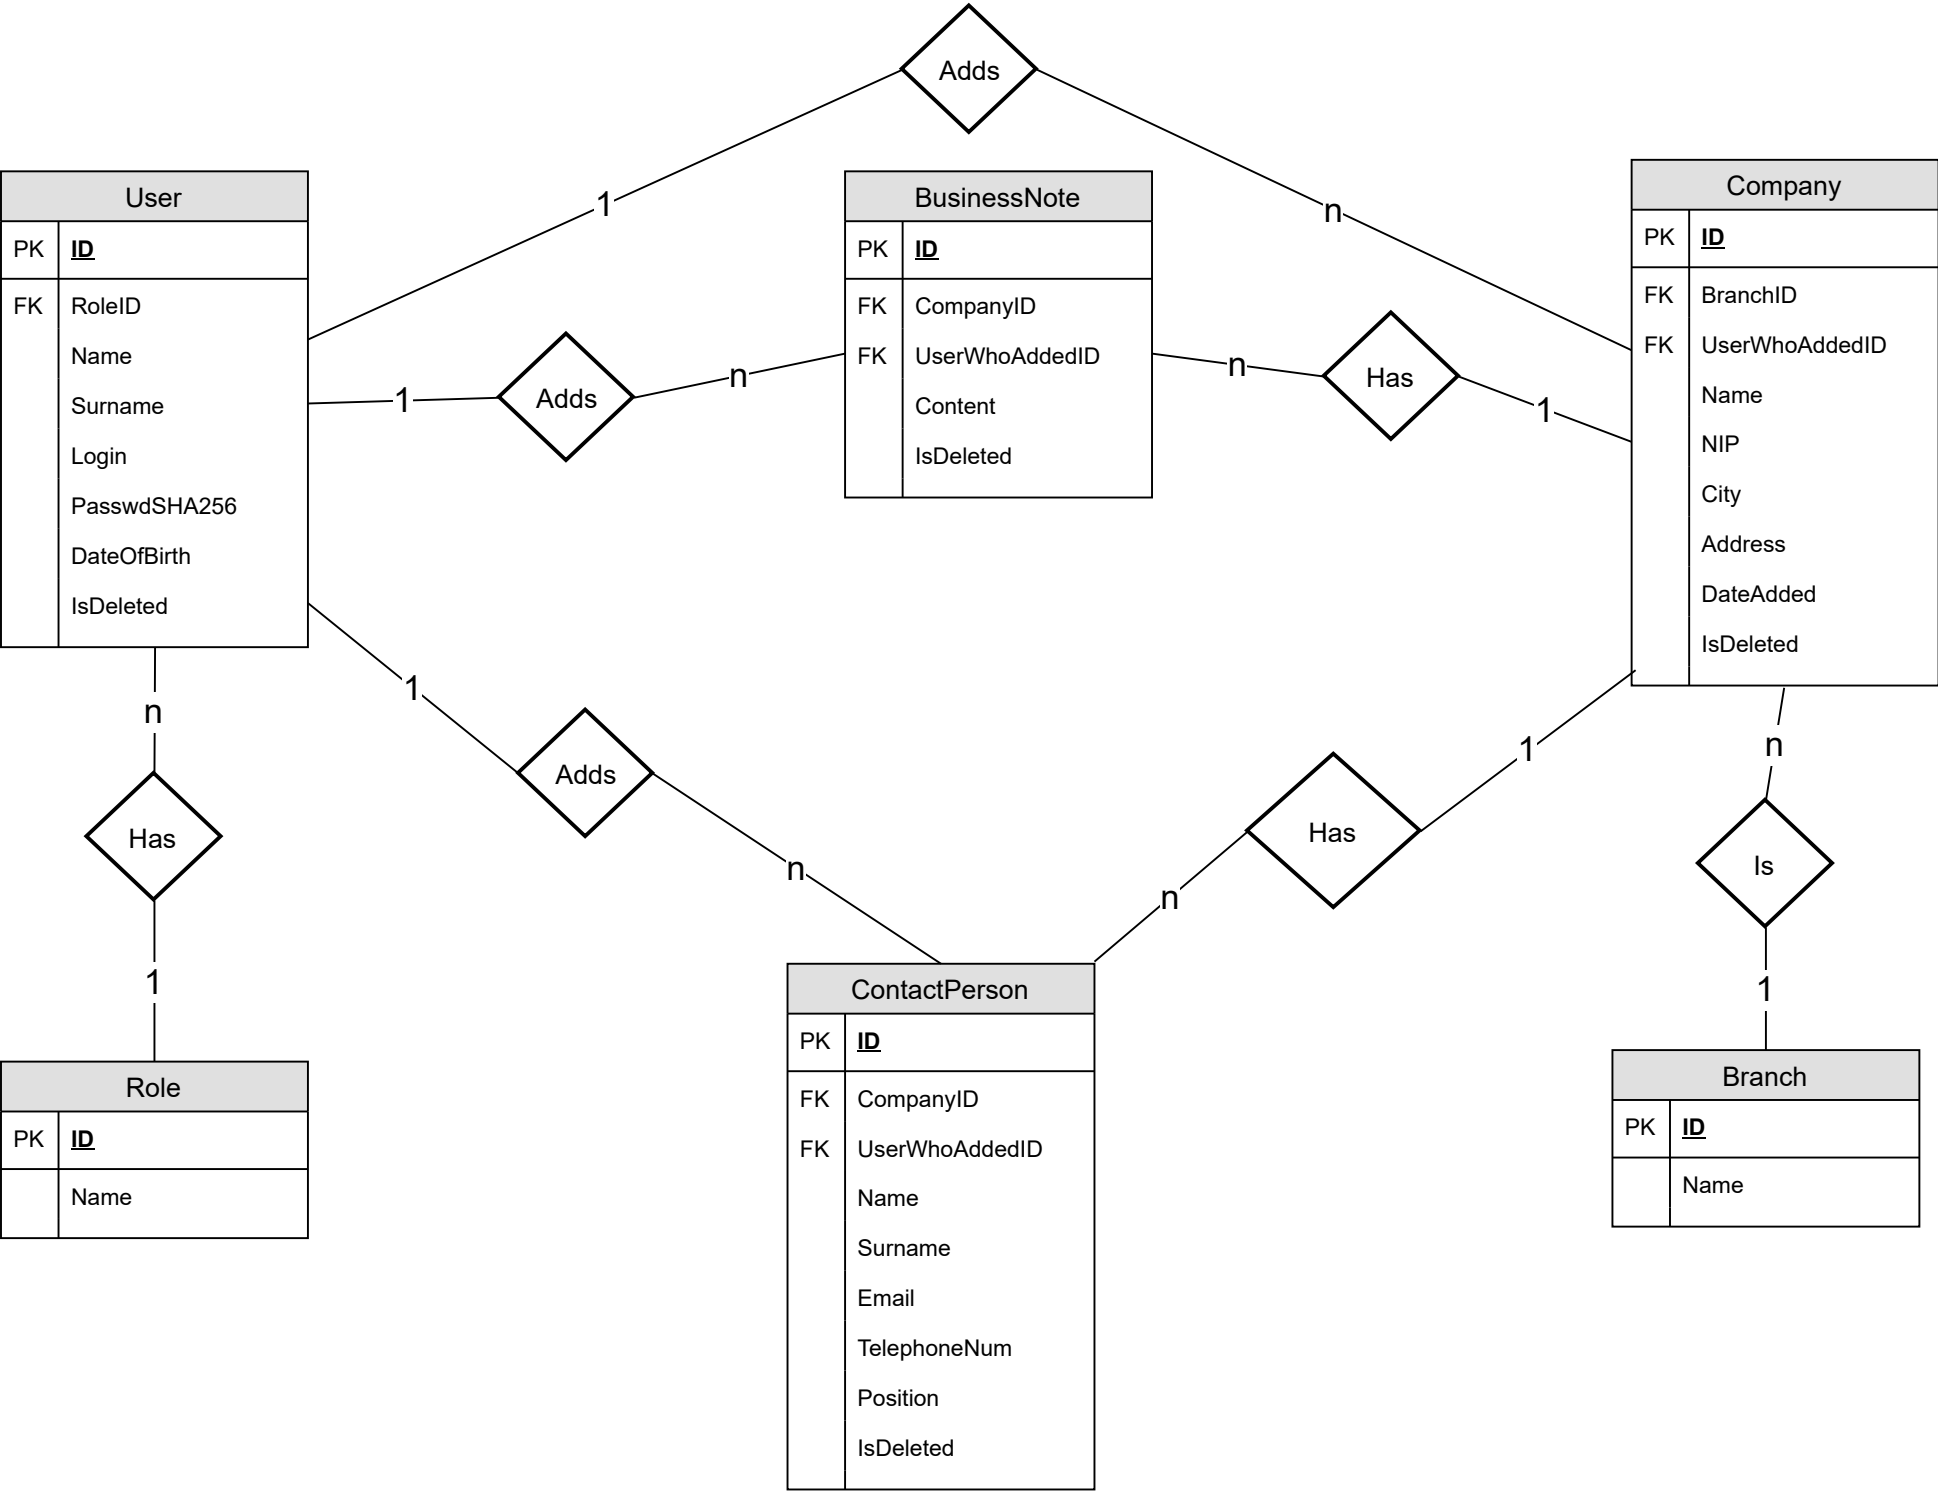 Adds
1
n
User
PK ID
FK RoleID
Name
Surname
Login
PasswdSHA256
DateOfBirth
IsDeleted
1
Adds
n
BusinessNote
PK ID
FK CompanyID
FK UserWhoAddedID
Content
IsDeleted
n
Has
1
Company
PK ID
FK BranchID
FK UserWhoAddedID
Name
NIP
City
Address
DateAdded
IsDeleted
n
Has
1
1
Adds
n
n
Has
1
n
Is
1
Role
PK ID
Name
ContactPerson
PK ID
FK CompanyID
FK UserWhoAddedID
Name
Surname
Email
TelephoneNum
Position
IsDeleted
Branch
PK ID
Name